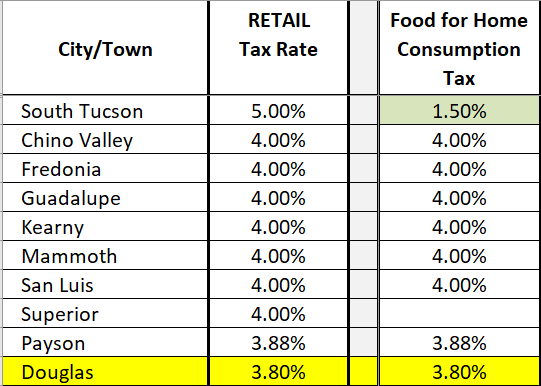 City/Town RETAIL Tax Rate Food for Home Consumption Tax
South Tucson 5.00% 1.50%
Chino Valley 4.00% 4.00%
Fredonia 4.00% 4.00%
Guadalupe 4.00% 4.00%
Kearny 4.00% 4.00%
Mammoth 4.00% 4.00%
San Luis 4.00% 4.00%
Superior 4.00%
Payson 3.88% 3.88%
Douglas 3.80% 3.80%